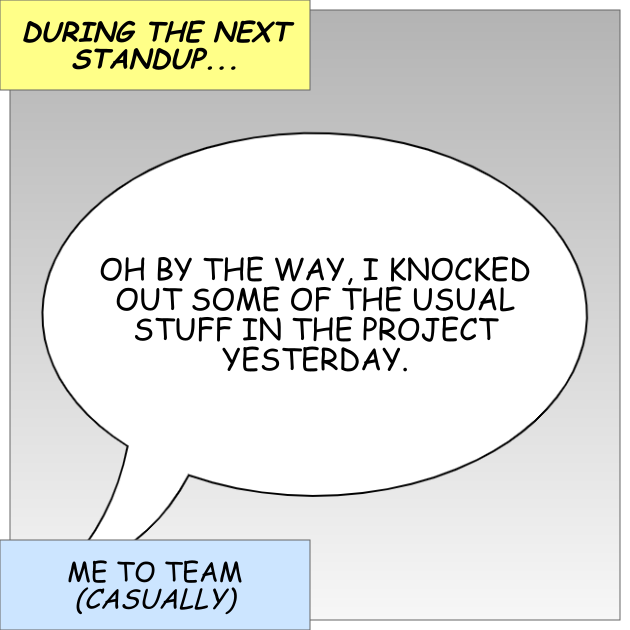 DURING THE NEXT
STANDUP...
OH BY THE WAY, I KNOCKED
OUT SOME OF THE USUAL
STUFF IN THE PROJECT
YESTERDAY.
ME TO TEAM
(CASUALLY)